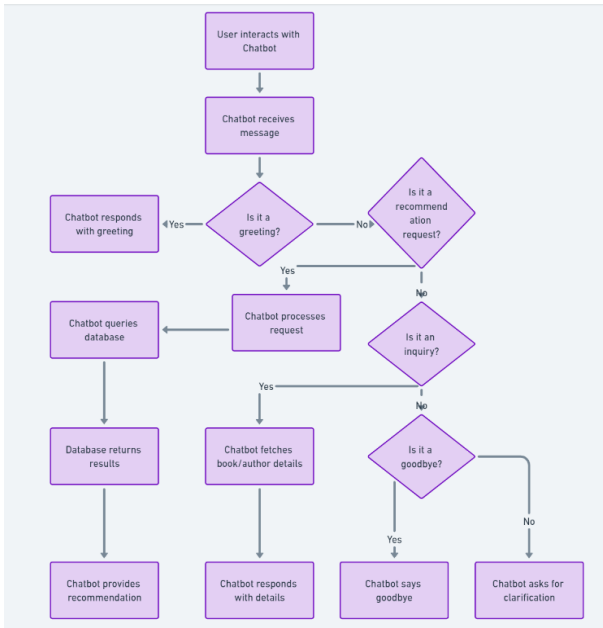 User interacts with
Chatbot
Chatbot receives
message
Is it a
greeting?
Yes
Chatbot responds
with greeting
No
Is it a
recommend
ation
request?
Yes
No
Chatbot processes
request
Chatbot queries
database
Is it an
inquiry?
Yes
No
Database returns
results
Chatbot fetches
book/author details
Is it a
goodbye?
Yes
No
Chatbot provides
recommendation
Chatbot responds
with details
Chatbot says
goodbye
Chatbot asks for
clarification